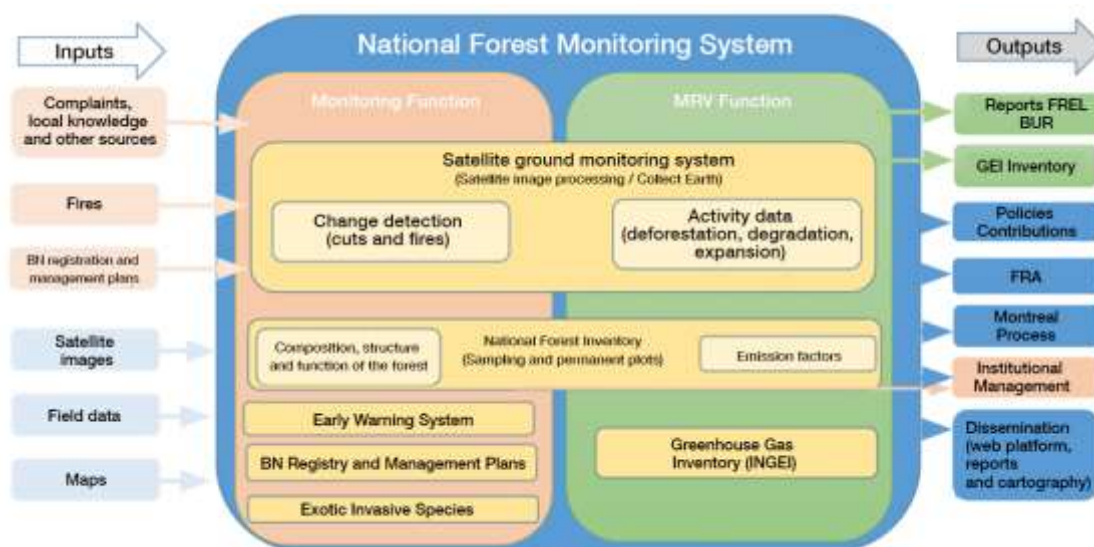 National Forest Monitoring System
Inputs
Complaints,
local knowledge
and other sources
Fires
BN registration and
management plans
Satellite
images
Field data
Maps
Monitoring Function
MRV Function
Satellite ground monitoring system
(Satellite image processing / Collect Earth)
Change detection
(cuts and fires)
Activity data
(deforestation, degradation,
expansion)
Composition, structure
and function of the forest
National Forest Inventory
(Sampling and permanent plots)
Emission factors
Early Warning System
BN Registry and Management Plans
Exotic Invasive Species
Greenhouse Gas
Inventory (INGEI)
Outputs
Reports FREL
BUR
GEI Inventory
Policies
Contributions
FRA
Montreal
Process
Institutional
Management
Dissemination
(web platform,
reports
and cartography)